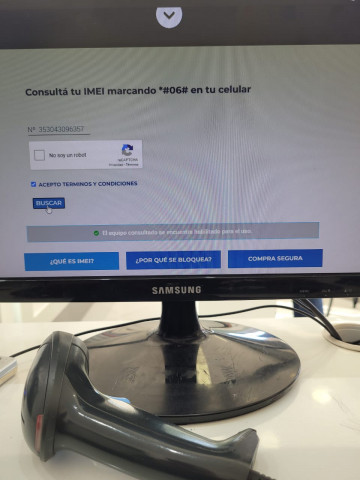 Consultá tu IMEI marcando *#06# en tu celular
Nº 353043096357
No soy un robot
reCAPTCHA
Privacidad - Términos
ACEPTO TERMINOS Y CONDICIONES
BUSCAR
El equipo consultado se encuentra habilitado para el uso.
¿QUÉ ES IMEI?
¿POR QUÉ SE BLOQUEA?
COMPRA SEGURA
SAMSUNG